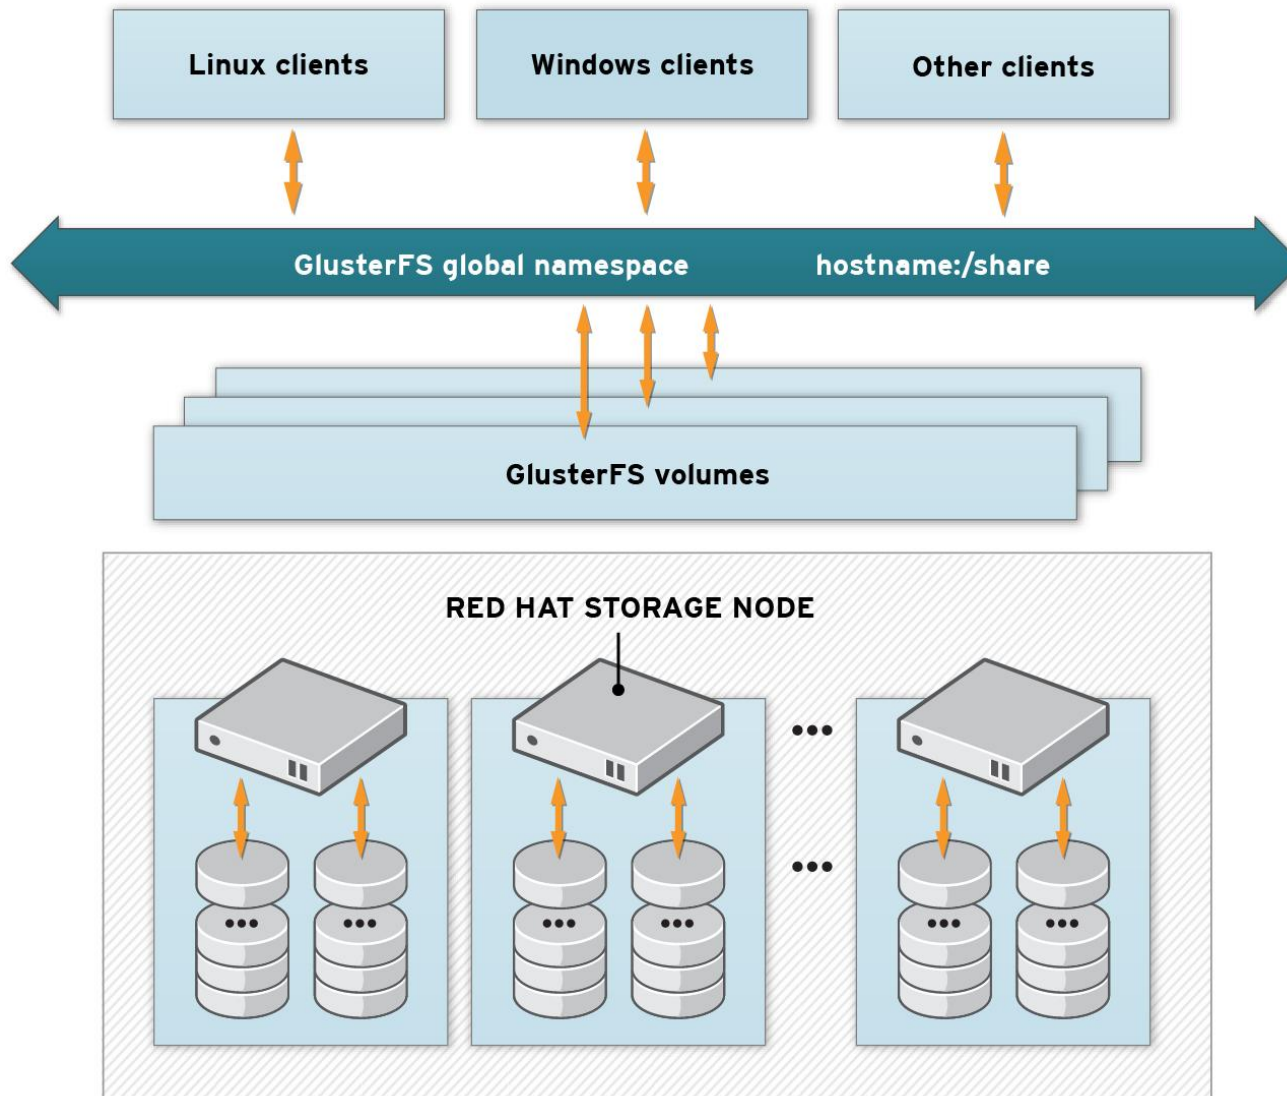 Linux clients
Windows clients
Other clients
GlusterFS global namespace
hostname:/share
GlusterFS volumes
RED HAT STORAGE NODE